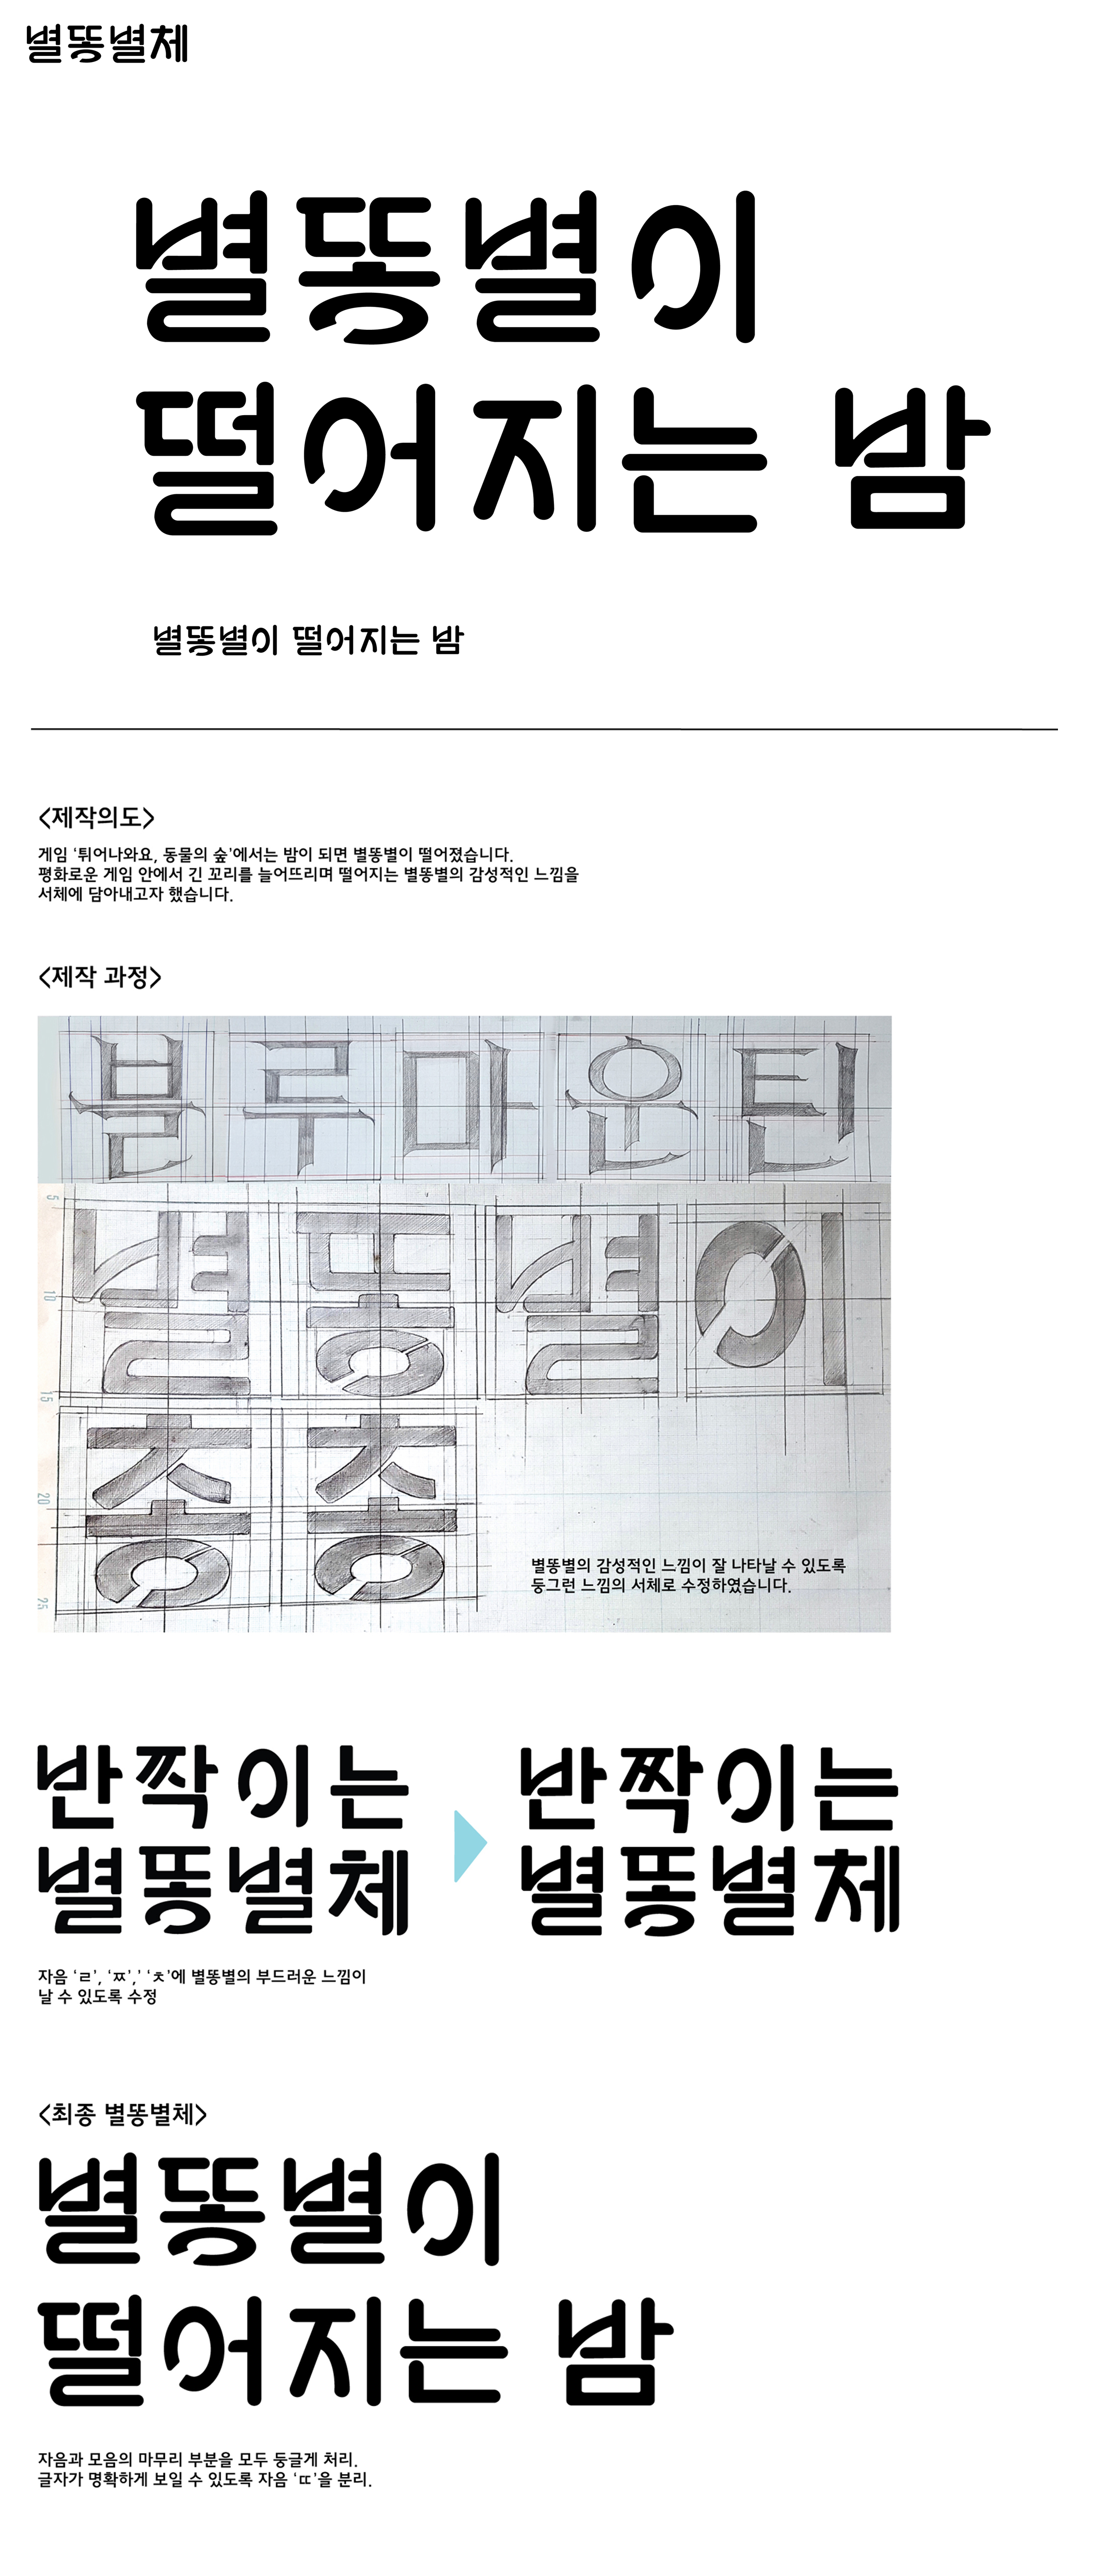 별똥별체
별똥별이
떨어지는 밤
별똥별이 떨어지는 밤
<제작의도>
게임 ‘튀어나와요, 동물의 숲’에서는 밤이 되면 별똥별이 떨어졌습니다.
평화로운 게임 안에서 긴 꼬리를 늘어뜨리며 떨어지는 별똥별의 감성적인 느낌을
서체에 담아내고자 했습니다.
<제작 과정>
블루마운틴
5
별똥별이
10
15
총총
20
25
별똥별의 감성적인 느낌이 잘 나타날 수 있도록
둥그런 느낌의 서체로 수정하였습니다.
반짝이는
별똥별체
반짝이는
별똥별체
자음 ‘ㄹ’, ‘ㅉ’,’ ‘ㅊ’에 별똥별의 부드러운 느낌이
날 수 있도록 수정
<최종 별똥별체>
별똥별이
떨어지는 밤
자음과 모음의 마무리 부분을 모두 둥글게 처리.
글자가 명확하게 보일 수 있도록 자음 ‘ㄸ’을 분리.